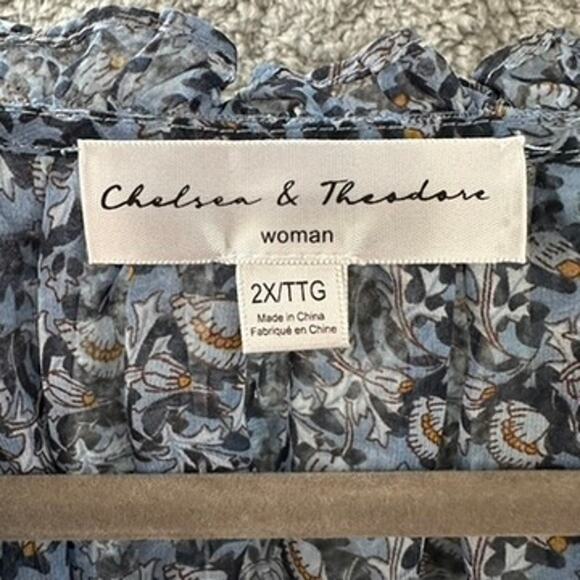 Chelsea & Theodore
woman
2X/TTG
Made in China
Fabriqué en Chine